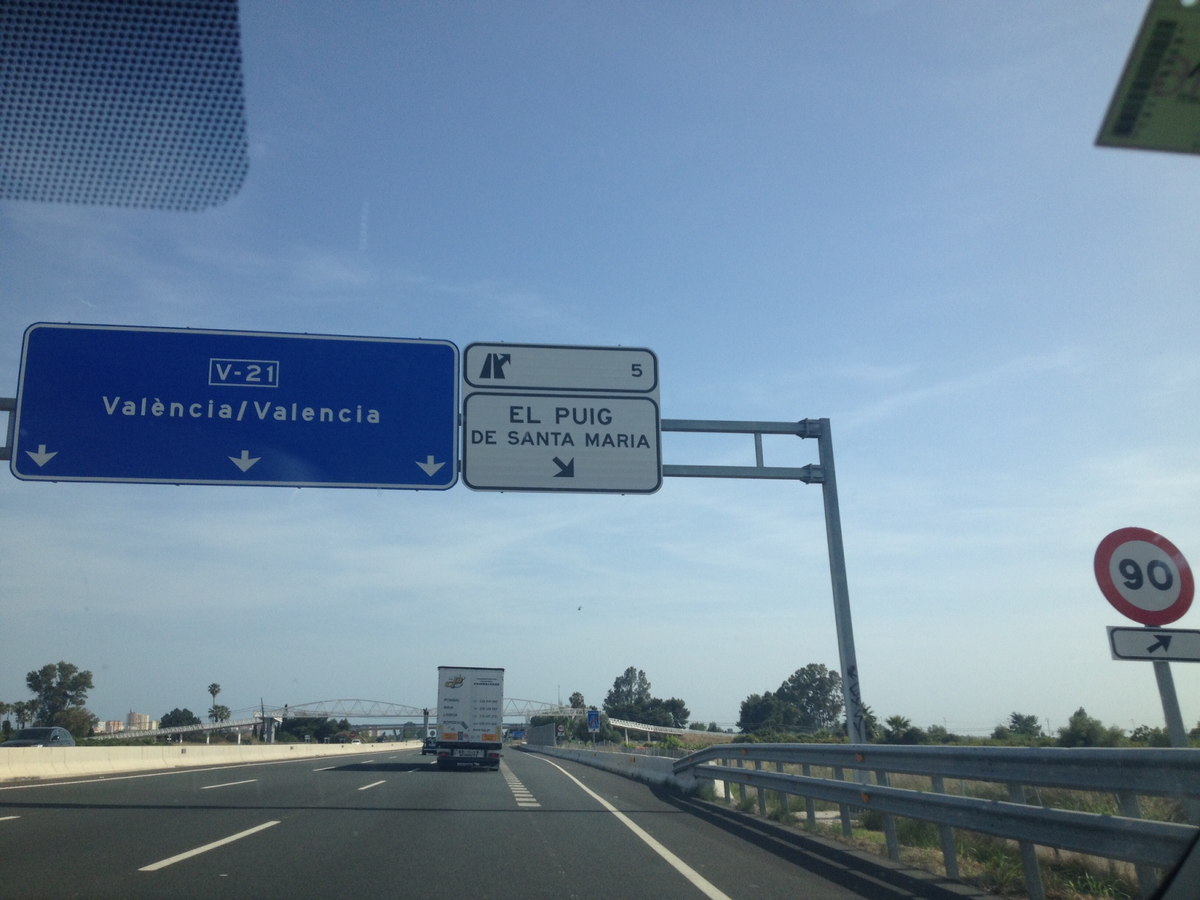 V-21
València/Valencia
5
EL PUIG
DE SANTA MARIA
90